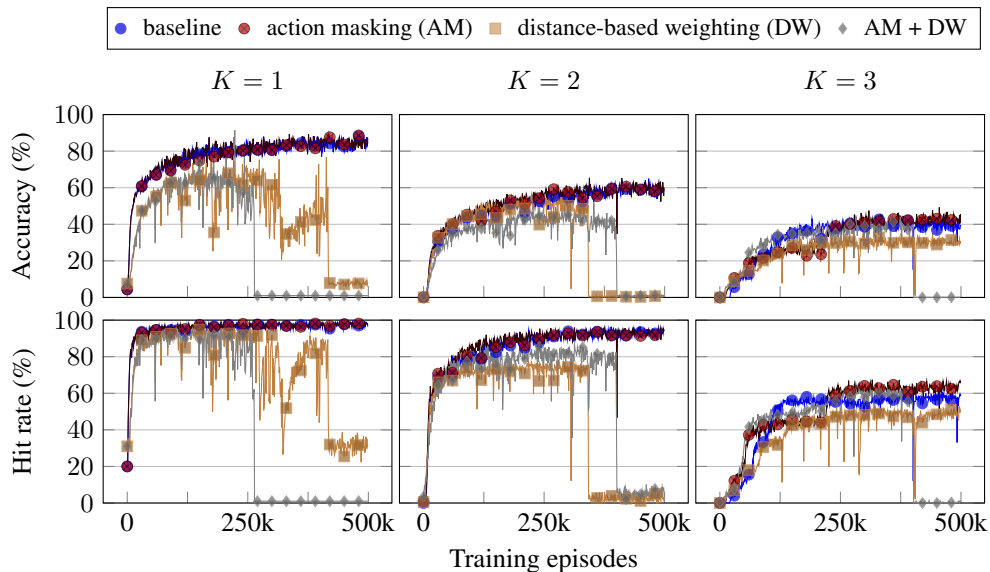 baseline action masking (AM) distance-based weighting (DW) AM + DW
K = 1 K = 2 K = 3
Accuracy (%)
100
80
60
40
20
0
Hit rate (%)
100
80
60
40
20
0
0 250k 500k 0 250k 500k 0 250k 500k
Training episodes